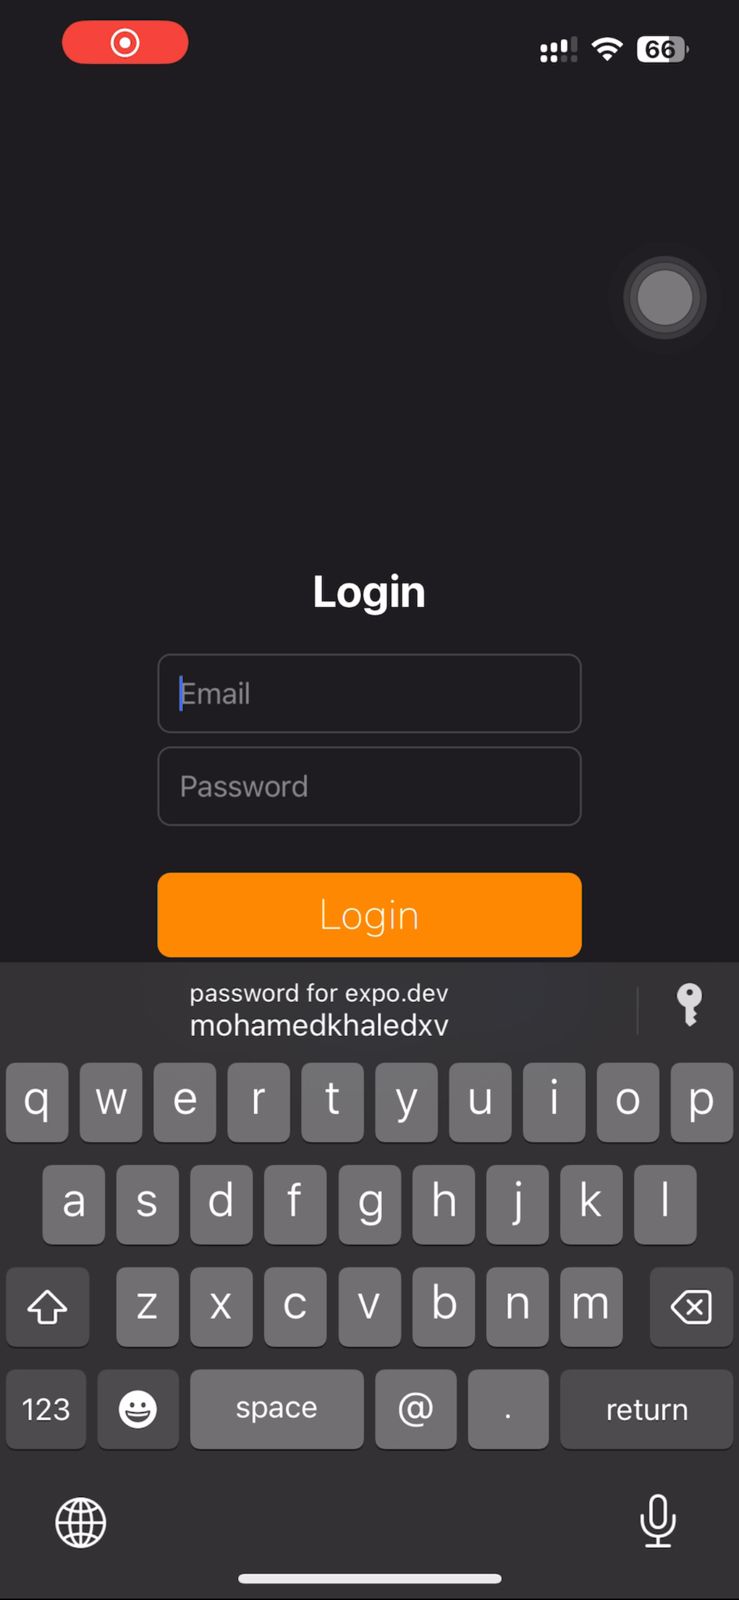 66
Login
Email
Password
Login
password for expo.dev
mohamedkhaledxv
q w e r t y u i o p
a s d f g h j k l
z x c v b n m
123 space @ . return